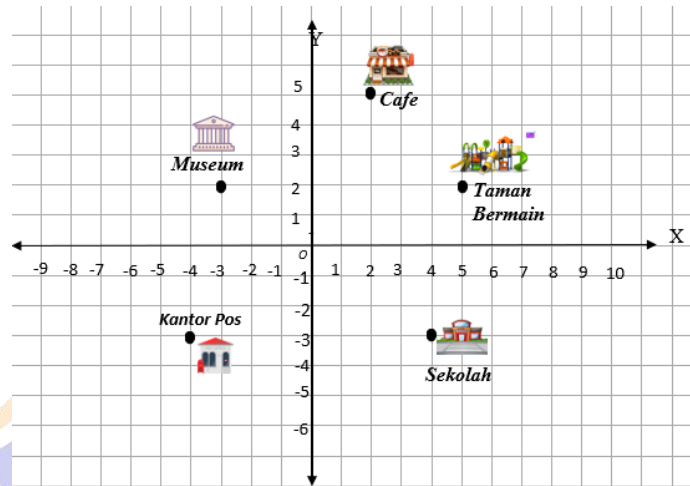 Y
5
Cafe
4
Museum
3
2
Taman
Bermain
1
X
O
-9 -8 -7 -6 -5 -4 -3 -2 -1 1 2 3 4 5 6 7 8 9 10
-1
-2
Kantor Pos
-3
-4
Sekolah
-5
-6